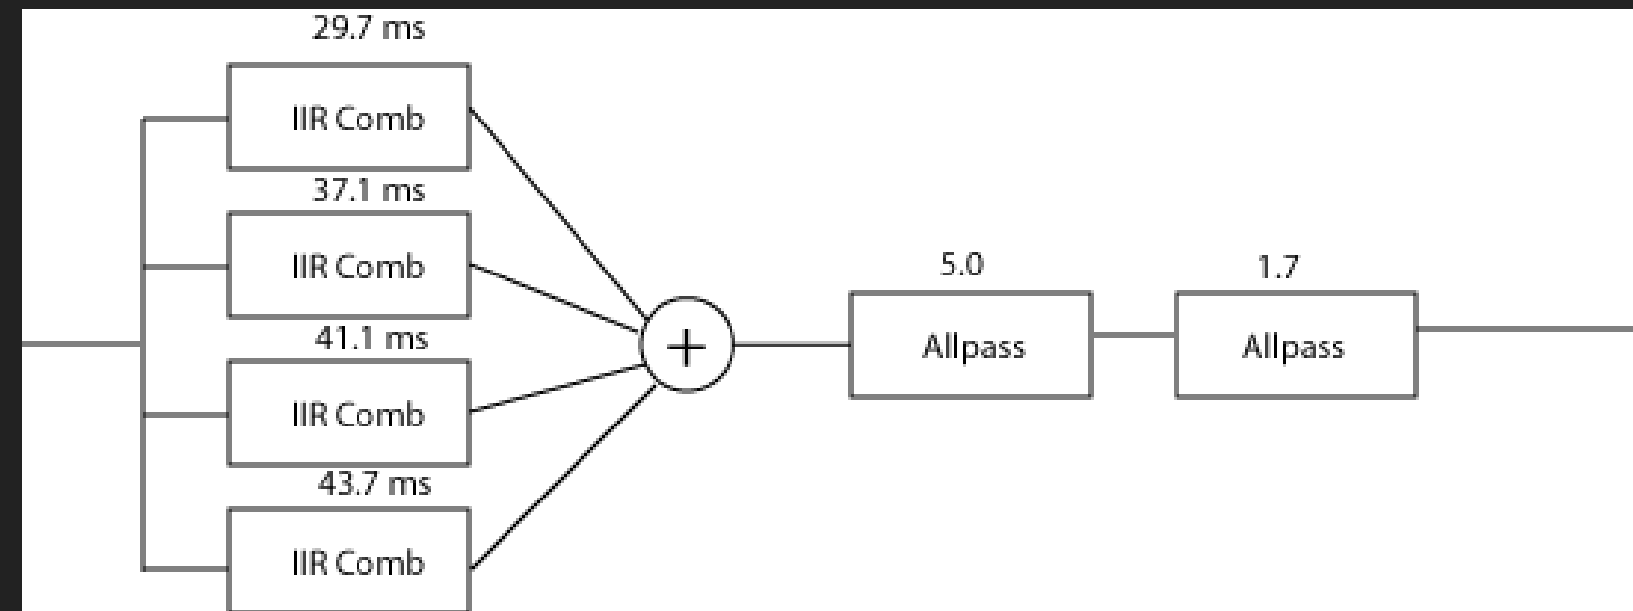 29.7 ms
IIR Comb
37.1 ms
IIR Comb
41.1 ms
IIR Comb
43.7 ms
IIR Comb
+
5.0
Allpass
1.7
Allpass